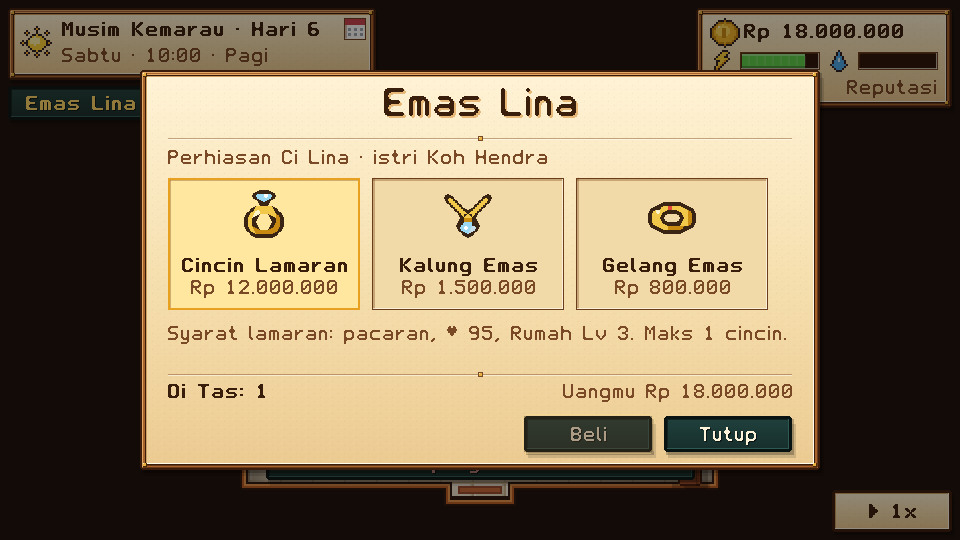 Musim Kemarau · Hari 6
Sabtu · 10:00 · Pagi
Rp 18.000.000
Reputasi
Emas Lina
Emas Lina
Perhiasan Ci Lina · istri Koh Hendra
Cincin Lamaran
Rp 12.000.000
Kalung Emas
Rp 1.500.000
Gelang Emas
Rp 800.000
Syarat lamaran: pacaran, ♥ 95, Rumah Lv 3. Maks 1 cincin.
Di Tas: 1
Uangmu Rp 18.000.000
Beli
Tutup
1x